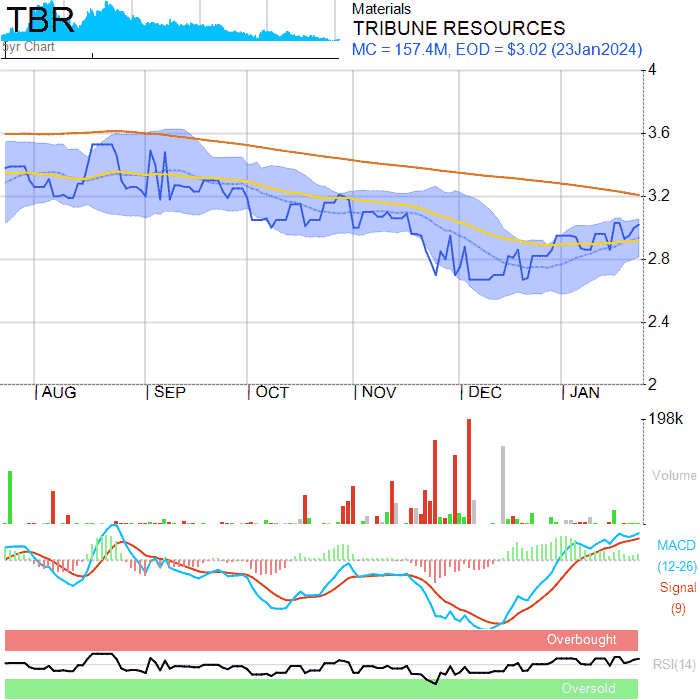 TBR
5yr Chart
Materials
TRIBUNE RESOURCES
MC = 157.4M, EOD = $3.02 (23Jan2024)
4
3.6
3.2
2.8
2.4
2
AUG SEP OCT NOV DEC JAN
198k
Volume
MACD
(12-26)
Signal
(9)
Overbought
RSI(14)
Oversold